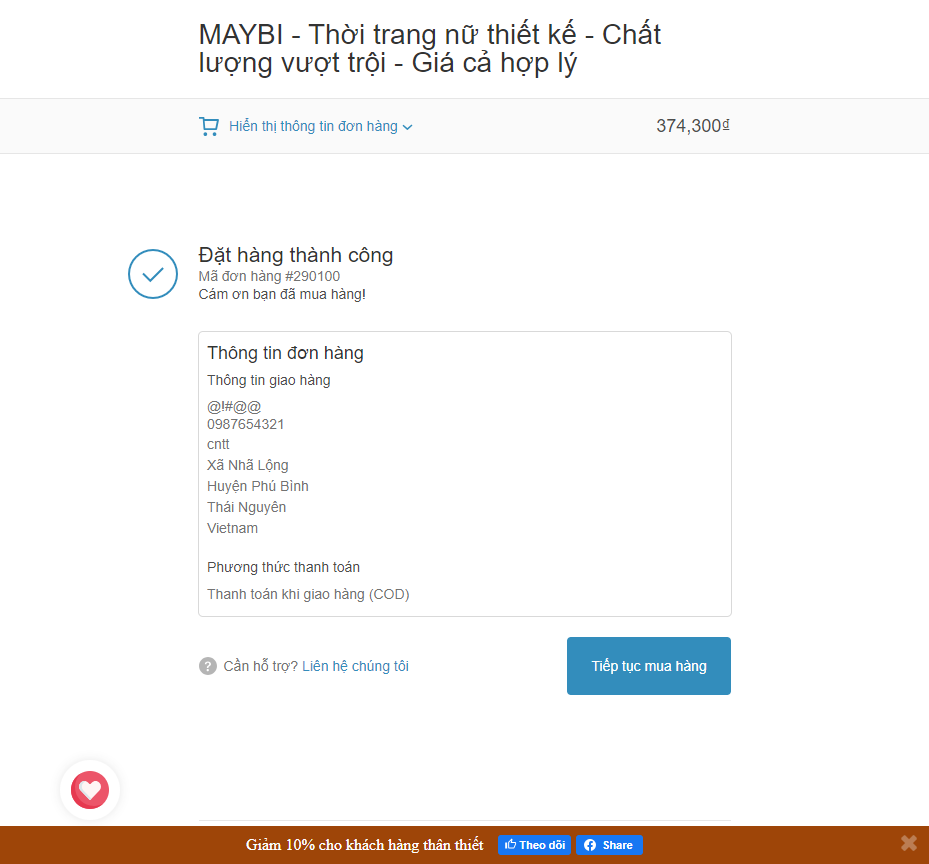 MAYBI - Thời trang nữ thiết kế - Chất
lượng vượt trội - Giá cả hợp lý
Hiển thị thông tin đơn hàng 374,300₫
Đặt hàng thành công
Mã đơn hàng #290100
Cám ơn bạn đã mua hàng!
Thông tin đơn hàng
Thông tin giao hàng
@!#@@
0987654321
cntt
Xã Nhã Lộng
Huyện Phú Bình
Thái Nguyên
Vietnam
Phương thức thanh toán
Thanh toán khi giao hàng (COD)
? Cần hỗ trợ? Liên hệ chúng tôi
Tiếp tục mua hàng
Giảm 10% cho khách hàng thân thiết Theo dõi Share